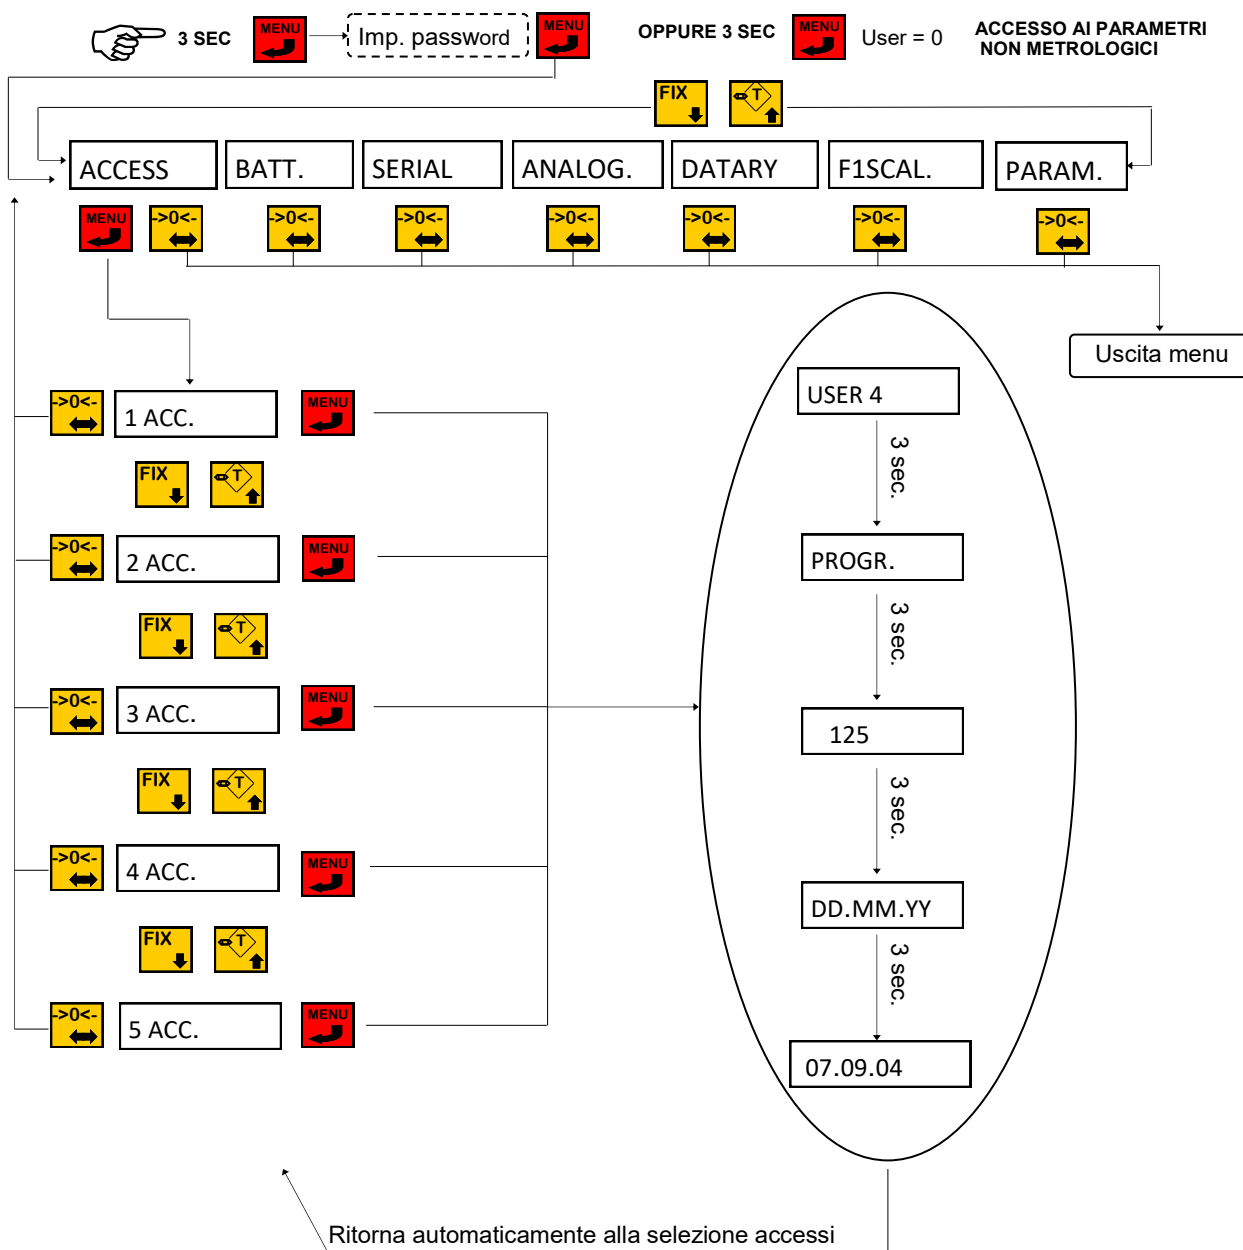 3 SEC MENU Imp. password MENU OPPURE 3 SEC MENU User = 0 ACCESSO AI PARAMETRI
NON METROLOGICI
FIX T
ACCESS BATT. SERIAL ANALOG. DATARY F1SCAL. PARAM.
MENU ->0<- ->0<- ->0<- ->0<- ->0<- ->0<- ->0<-
Uscita menu
->0<- 1 ACC. MENU
FIX T
->0<- 2 ACC. MENU
FIX T
->0<- 3 ACC. MENU
FIX T
->0<- 4 ACC. MENU
FIX T
->0<- 5 ACC. MENU
USER 4
3 sec.
PROGR.
3 sec.
125
3 sec.
DD.MM.YY
3 sec.
07.09.04
Ritorna automaticamente alla selezione accessi